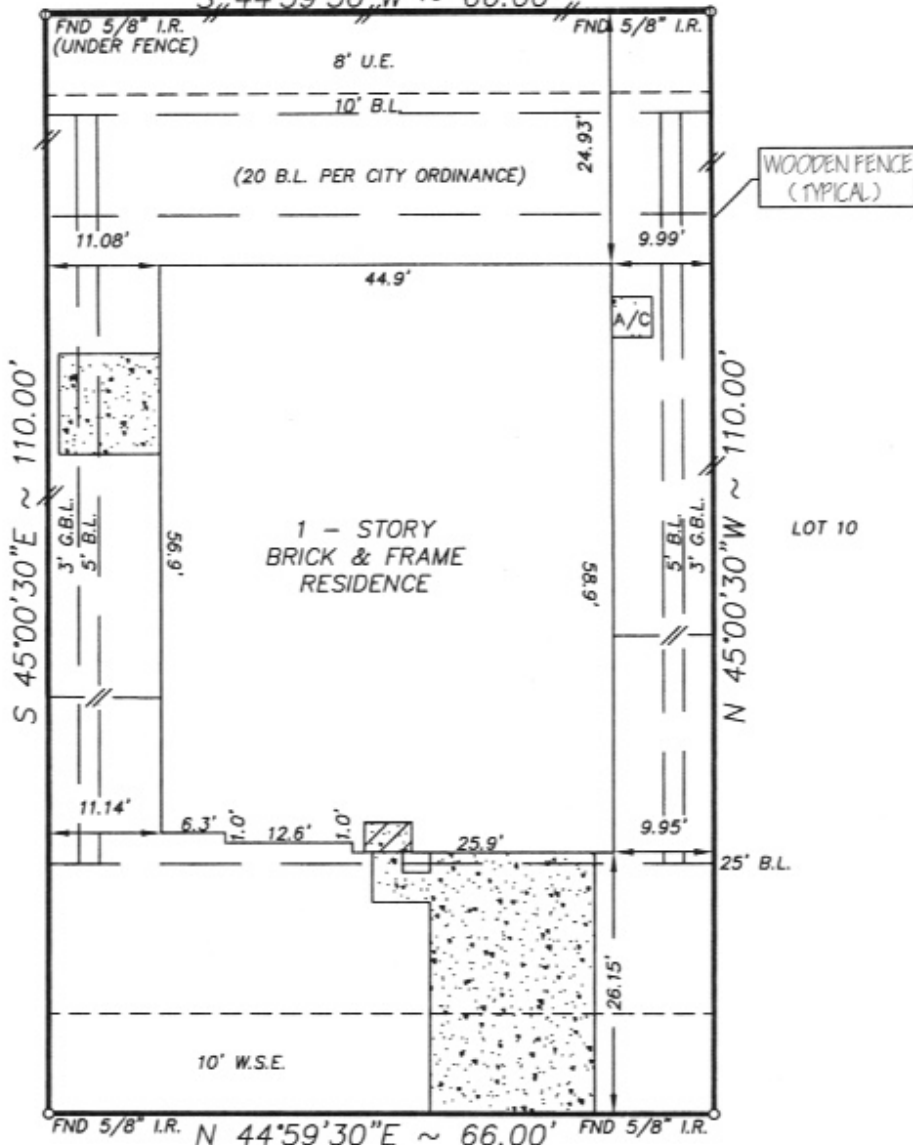 S 44°59'30"W ~ 66.00'
FND 5/8" I.R.
(UNDER FENCE)
FND 5/8" I.R.
8' U.E.
10' B.L.
24.93'
(20 B.L. PER CITY ORDINANCE)
WOODEN FENCE
(TYPICAL)
11.08'
9.99'
44.9'
A/C
S 45°00'30"E ~ 110.00'
3' G.B.L.
5' B.L.
56.9'
1 - STORY
BRICK & FRAME
RESIDENCE
58.9'
5' B.L.
3' G.B.L.
N 45°00'30"W ~ 110.00'
LOT 10
11.14'
6.3'
1.0'
12.6'
1.0'
25.9'
9.95'
25' B.L.
26.15'
10' W.S.E.
FND 5/8" I.R.
N 44°59'30"E ~ 66.00'
FND 5/8" I.R.